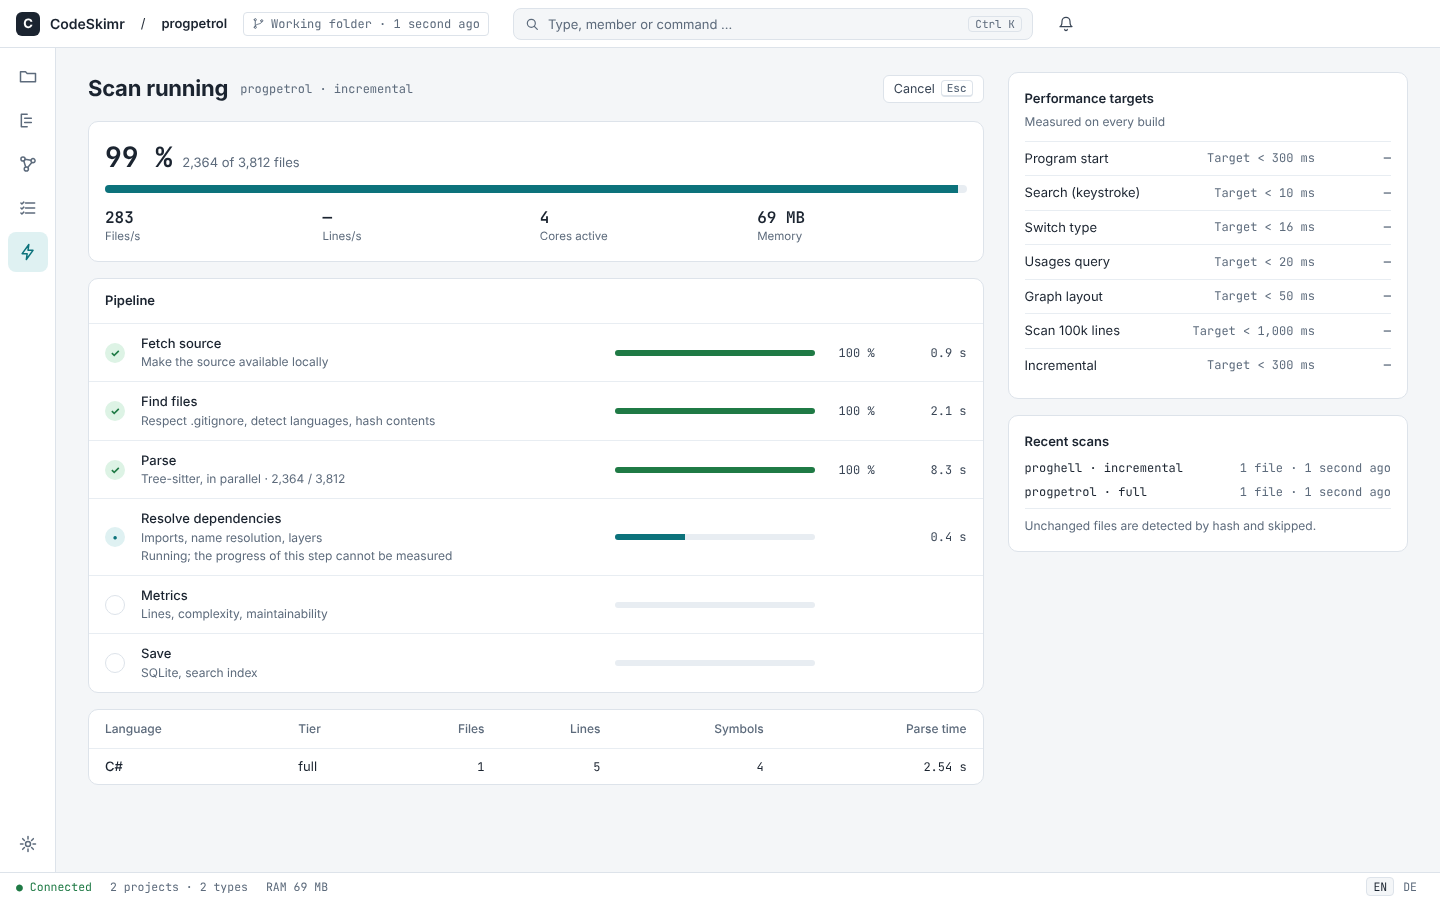 C CodeSkimr / progpetrol Working folder · 1 second ago Type, member or command ... Ctrl K
Scan running progpetrol · incremental Cancel Esc
99 % 2,364 of 3,812 files
283 — 4 69 MB
Files/s Lines/s Cores active Memory
Pipeline
Fetch source
Make the source available locally
100 % 0.9 s
Find files
Respect .gitignore, detect languages, hash contents
100 % 2.1 s
Parse
Tree-sitter, in parallel · 2,364 / 3,812
100 % 8.3 s
Resolve dependencies
Imports, name resolution, layers
Running; the progress of this step cannot be measured
0.4 s
Metrics
Lines, complexity, maintainability
Save
SQLite, search index
Language Tier Files Lines Symbols Parse time
C# full 1 5 4 2.54 s
Performance targets
Measured on every build
Program start Target < 300 ms —
Search (keystroke) Target < 10 ms —
Switch type Target < 16 ms —
Usages query Target < 20 ms —
Graph layout Target < 50 ms —
Scan 100k lines Target < 1,000 ms —
Incremental Target < 300 ms —
Recent scans
proghell · incremental 1 file · 1 second ago
progpetrol · full 1 file · 1 second ago
Unchanged files are detected by hash and skipped.
Connected 2 projects · 2 types RAM 69 MB EN DE